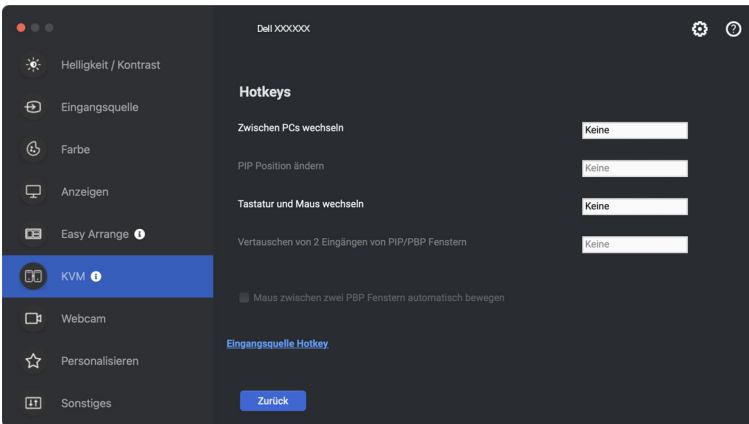 Dell XXXXXX
Helligkeit / Kontrast
Eingangsquelle
Farbe
Anzeigen
Easy Arrange
KVM
Webcam
Personalisieren
Sonstiges
Hotkeys
Zwischen PCs wechseln
Keine
PIP Position ändern
Keine
Tastatur und Maus wechseln
Keine
Vertauschen von 2 Eingängen von PIP/PBP Fenstern
Keine
Maus zwischen zwei PBP Fenstern automatisch bewegen
Eingangsquelle Hotkey
Zurück